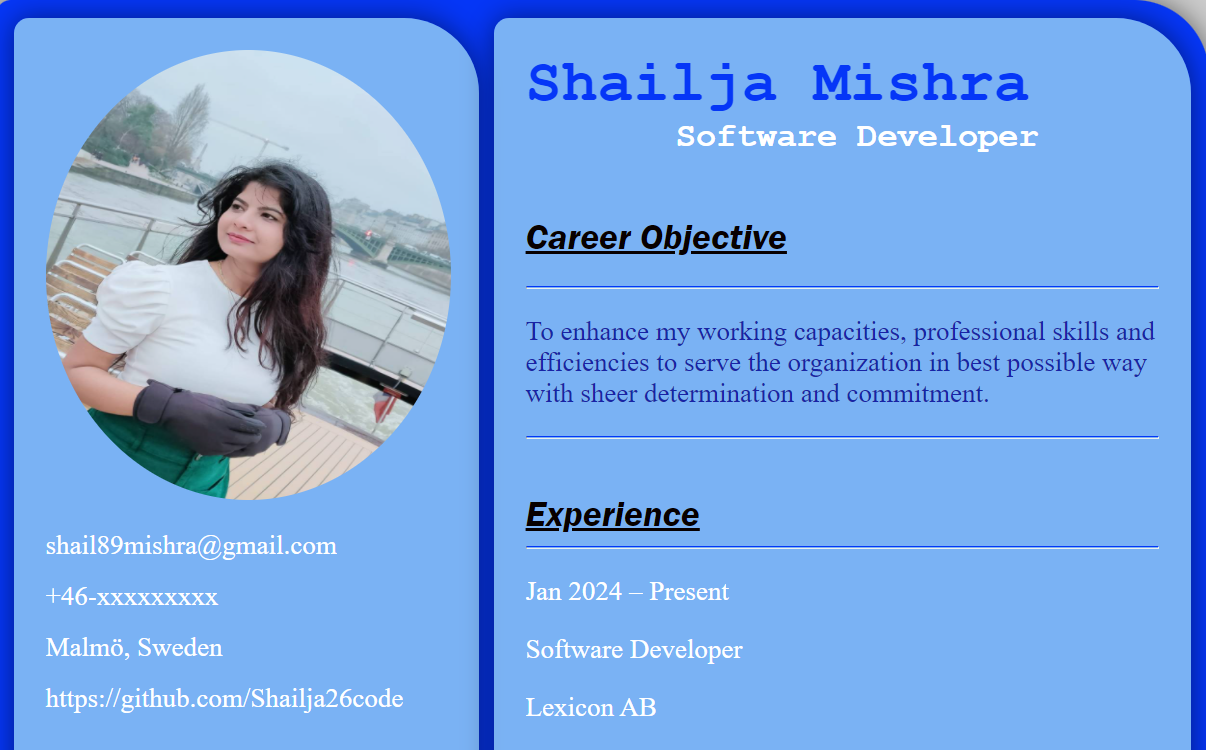 Shailja Mishra
Software Developer
Career Objective
To enhance my working capacities, professional skills and
efficiencies to serve the organization in best possible way
with sheer determination and commitment.
Experience
Jan 2024 – Present
Software Developer
Lexicon AB
shail89mishra@gmail.com
+46-xxxxxxxxx
Malmö, Sweden
https://github.com/Shailja26code